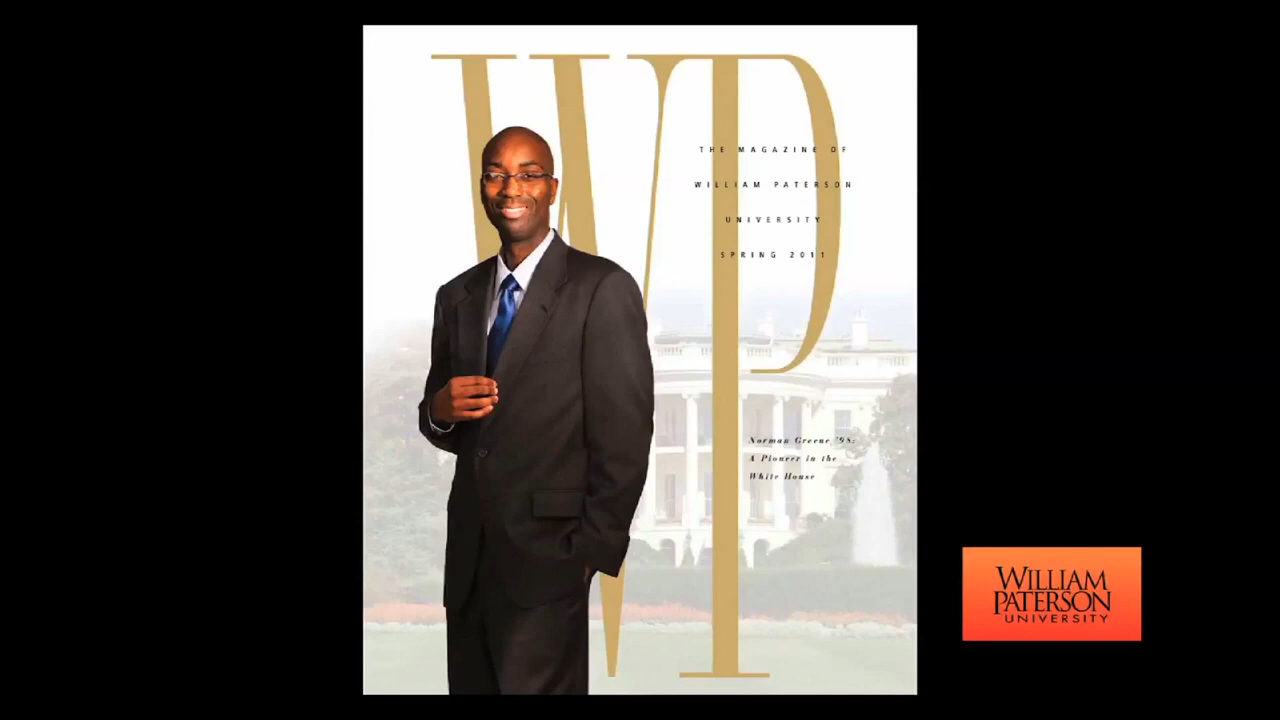 WP
THE MAGAZINE OF
WILLIAM PATERSON
UNIVERSITY
SPRING 2011
Norman Greene '98:
A Pioneer in the
White House
WILLIAM
PATERSON
UNIVERSITY